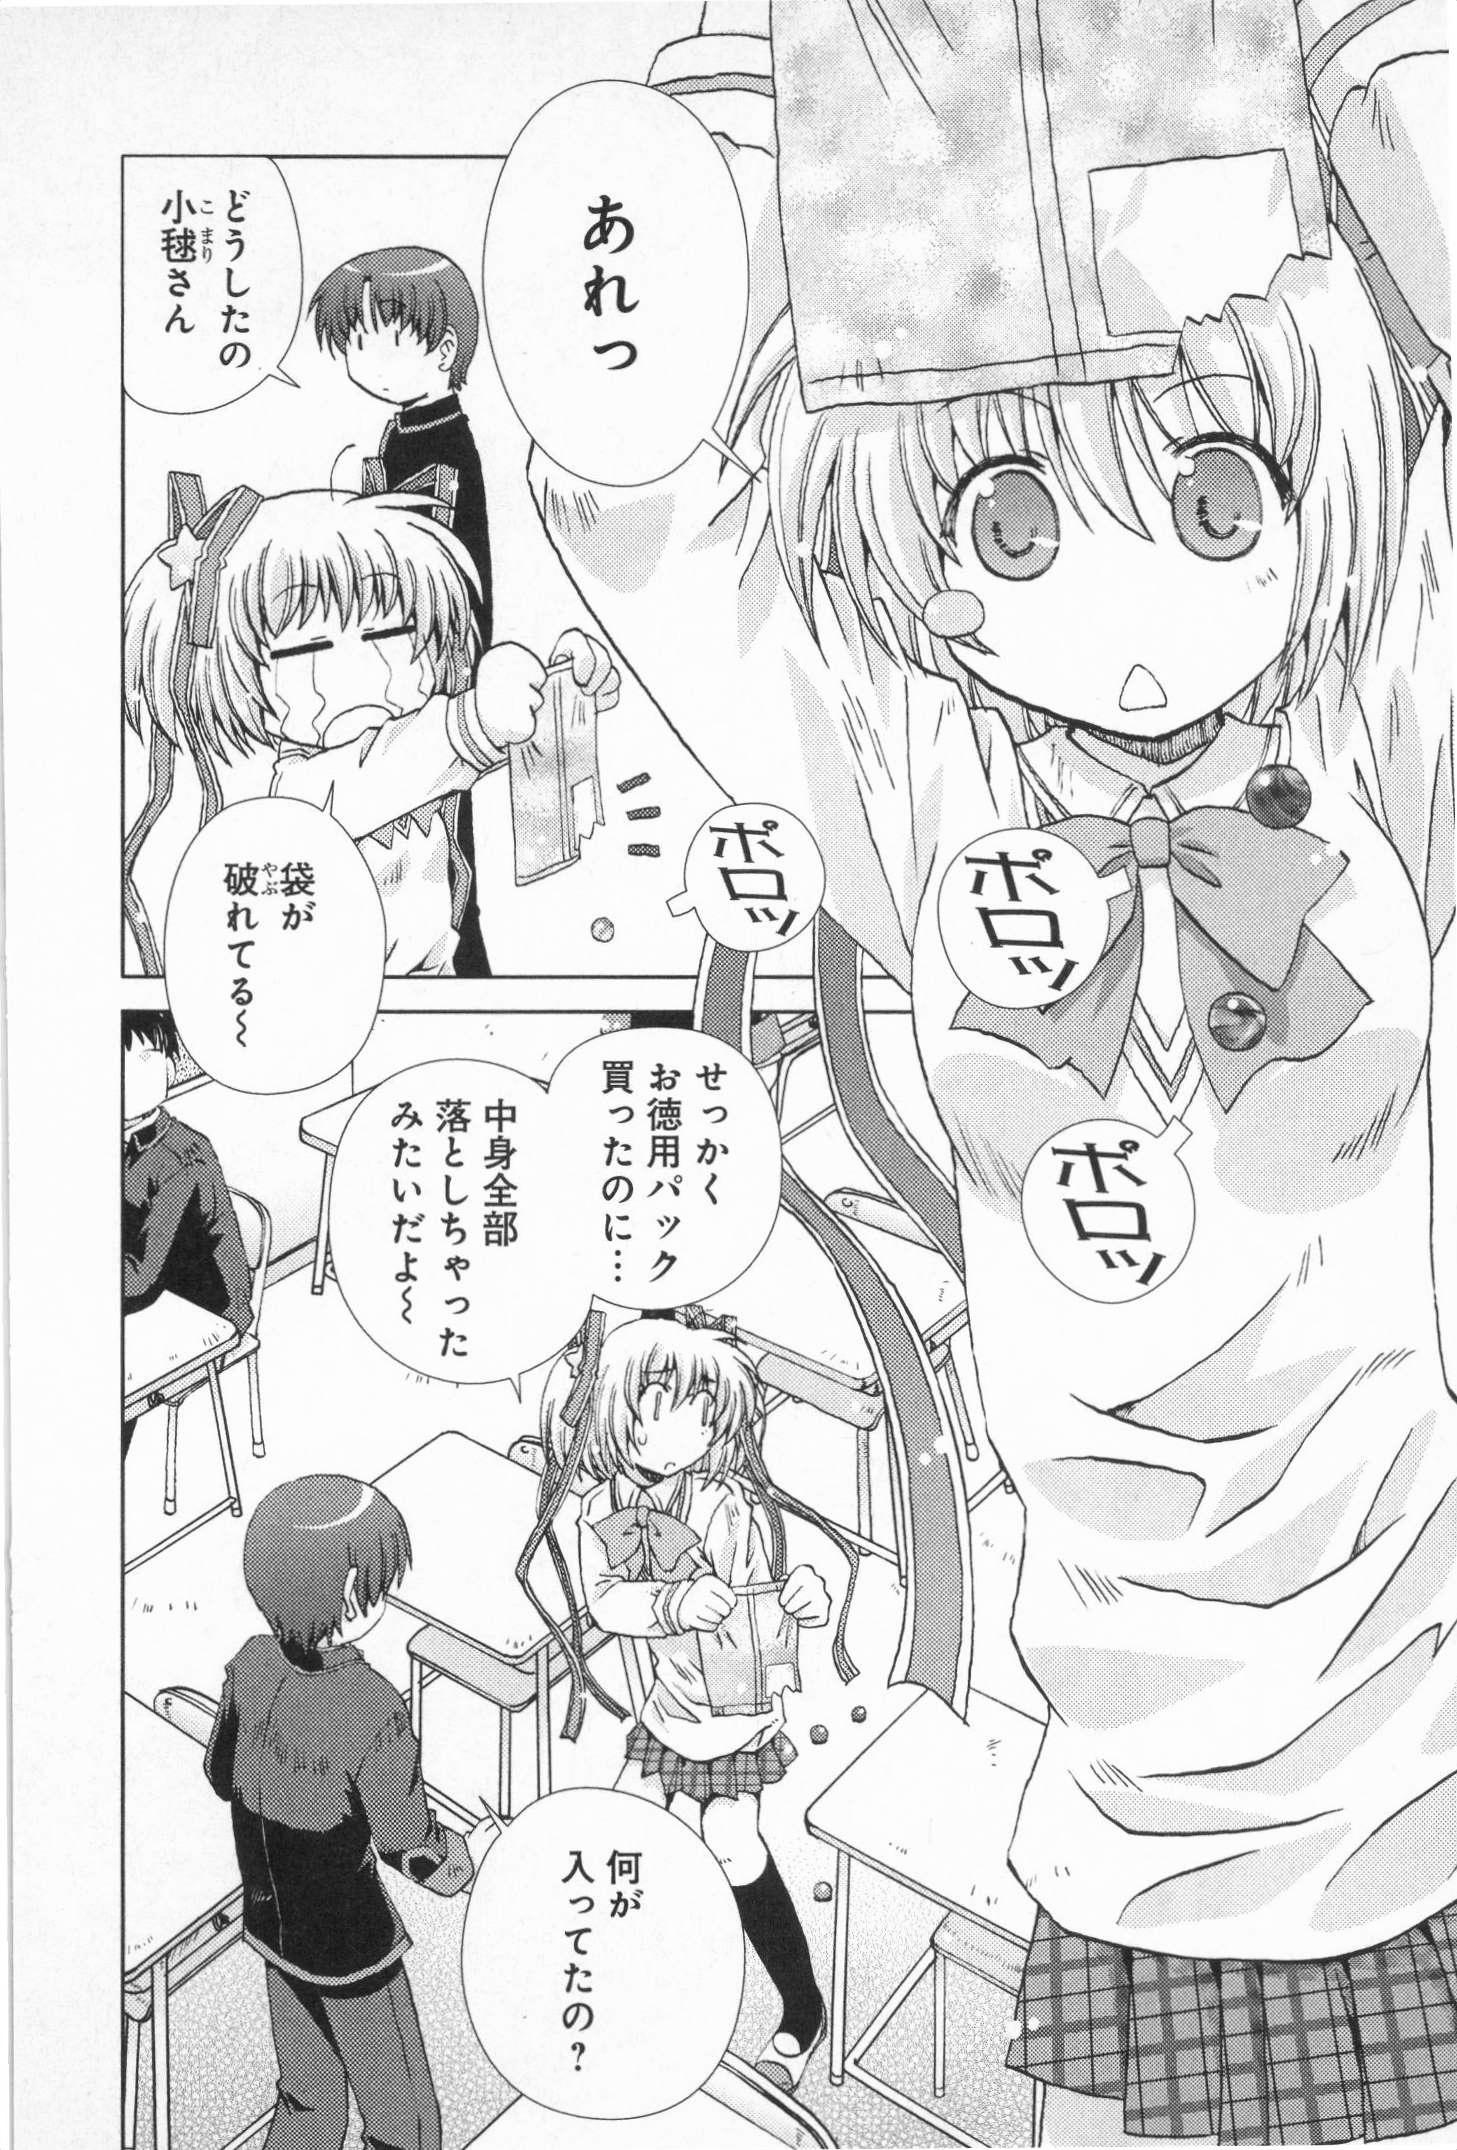 あれっ
ポロッ
ポロッ
ポロッ
どうしたの
小毬さん
こまり
袋が
破れてる～
やぶ
せっかく
お徳用パック
買ったのに…
中身全部
落としちゃった
みたいだよ～
何が
入ってたの?